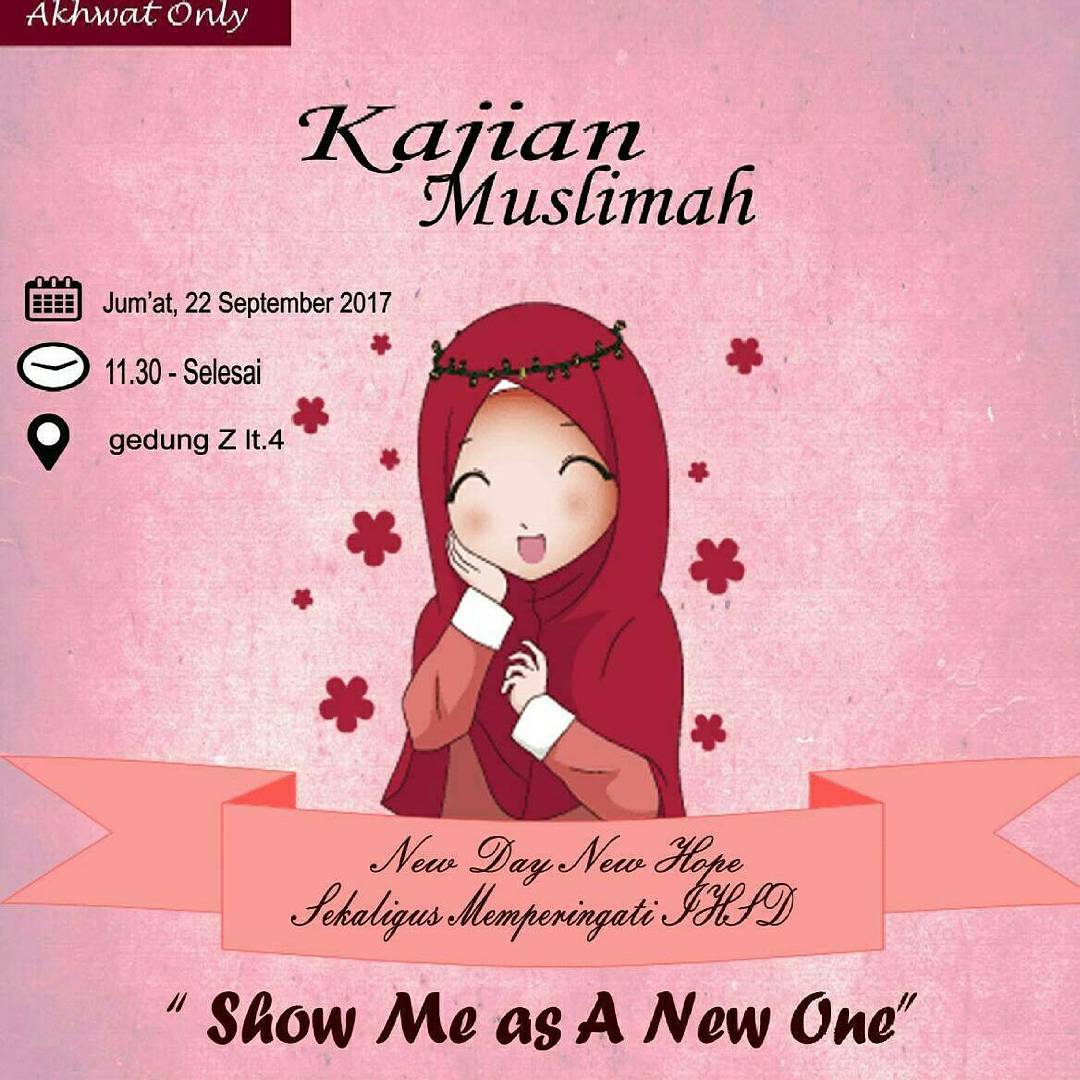 Akhwat Only
Kajian
Muslimah
Jum'at, 22 September 2017
11.30 - Selesai
gedung Z lt.4
New Day New Hope
Sekaligus Memperingati IHSD
" Show Me as A New One"